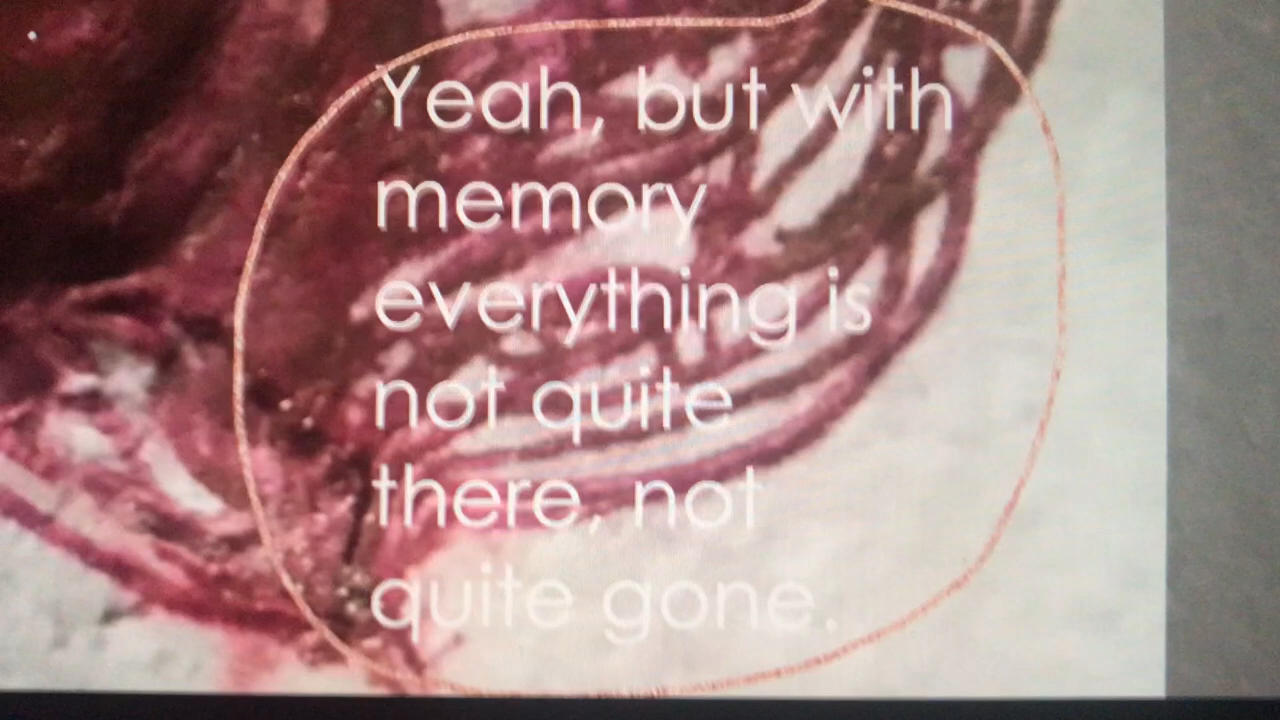 Yeah, but with
memory
everything is
not quite
there, not
quite gone.